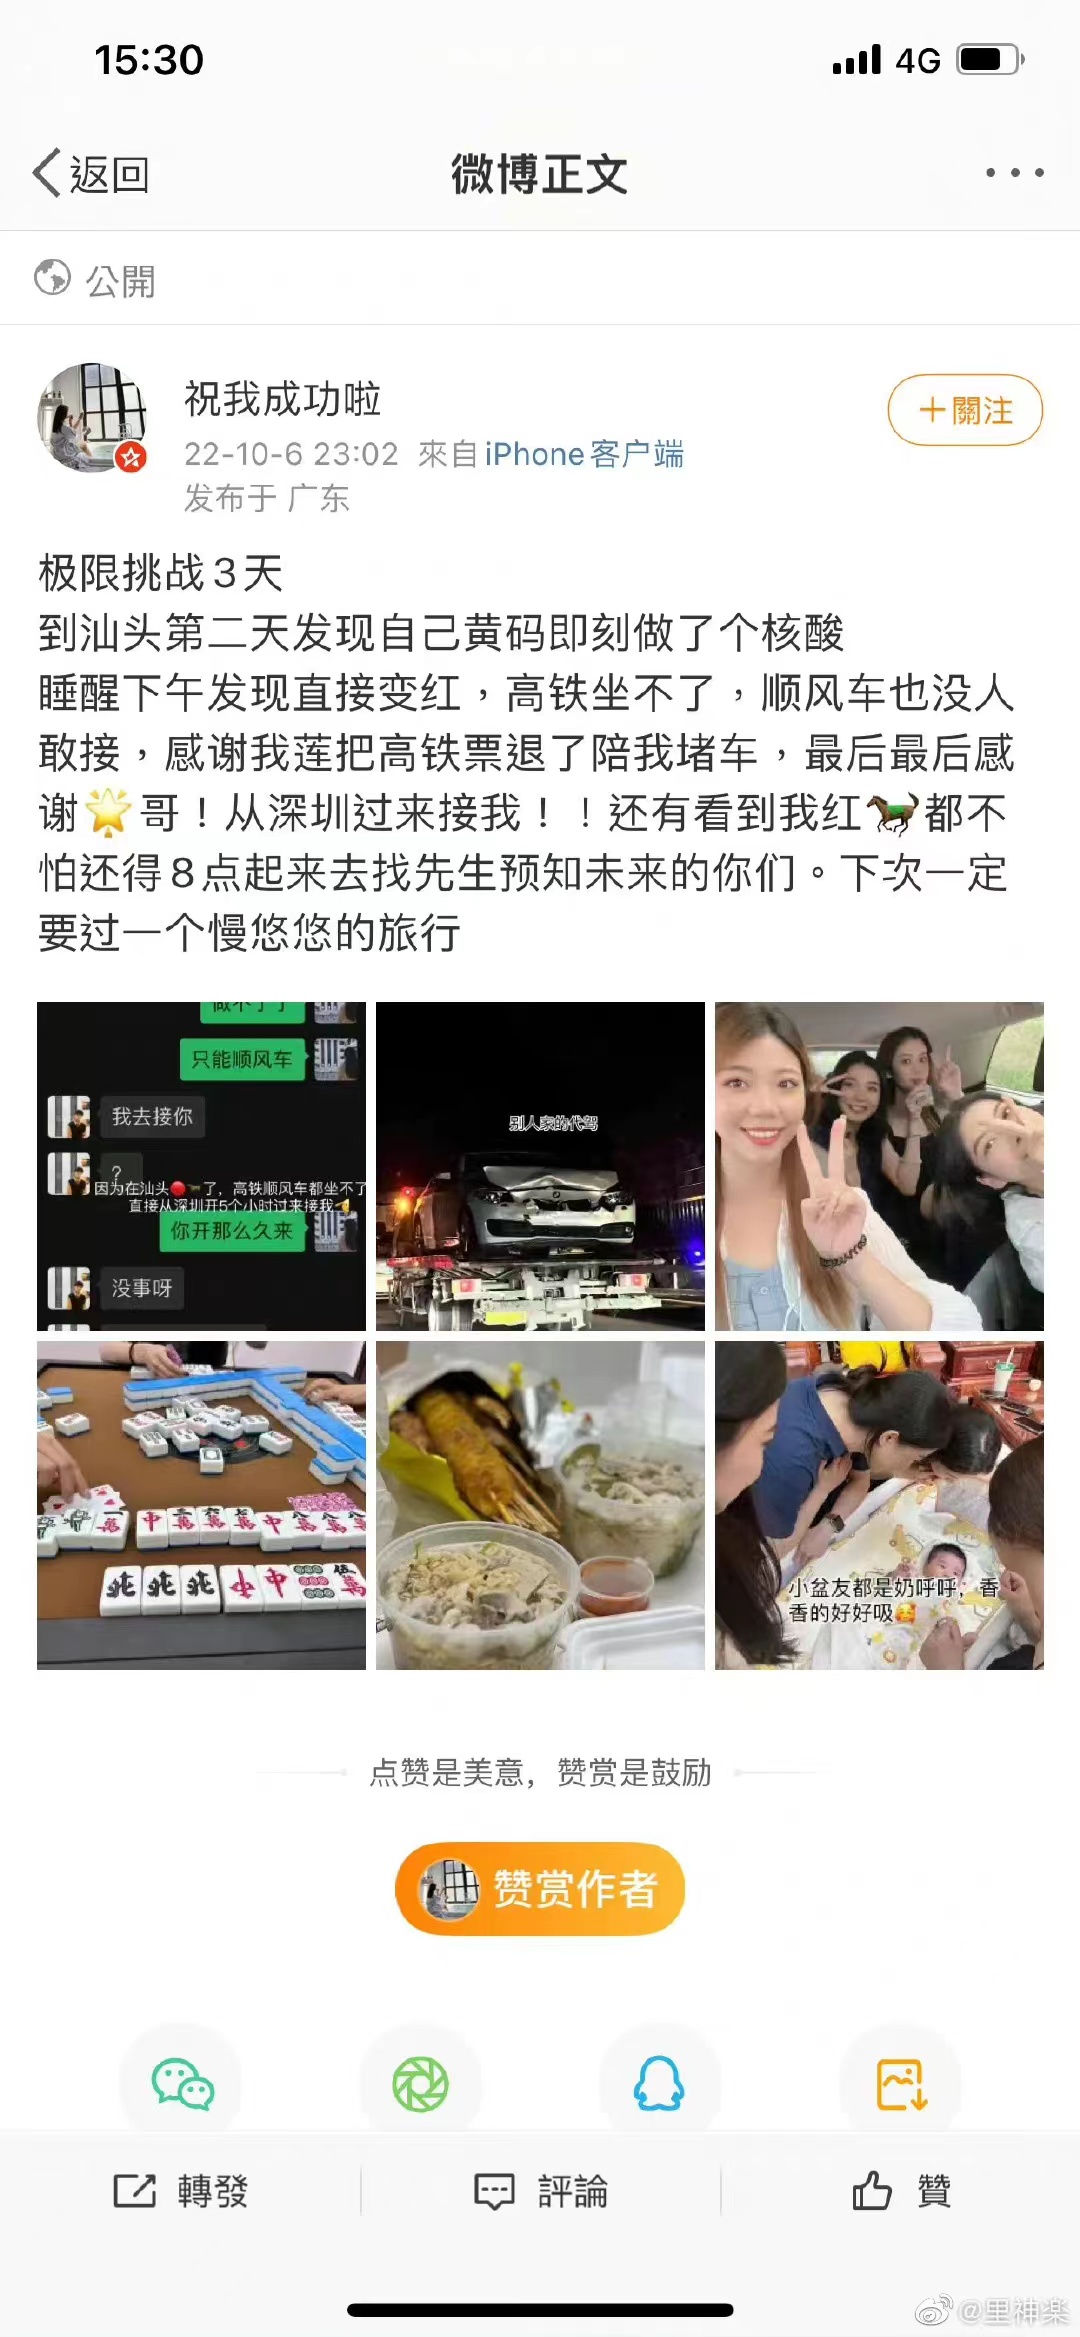 15:30
4G
返回
微博正文
公開
祝我成功啦
＋關注
22-10-6 23:02 來自iPhone客户端
发布于 广东
极限挑战3天
到汕头第二天发现自己黄码即刻做了个核酸
睡醒下午发现直接变红，高铁坐不了，顺风车也没人
敢接，感谢我莲把高铁票退了陪我堵车，最后最后感
谢🌟哥！从深圳过来接我！！还有看到我红🐎都不
怕还得8点起来去找先生预知未来的你们。下次一定
要过一个慢悠悠的旅行
做不了了
只能顺风车
我去接你
?
因为在汕头🔴🐎了，高铁顺风车都坐不了
直接从深圳开5个小时过来接我
你开那么久来
没事呀
别人家的代驾
小盆友都是奶呼呼，香
香的好好吸🥰
点赞是美意，赞赏是鼓励
赞赏作者
轉發
評論
贊
@里神楽